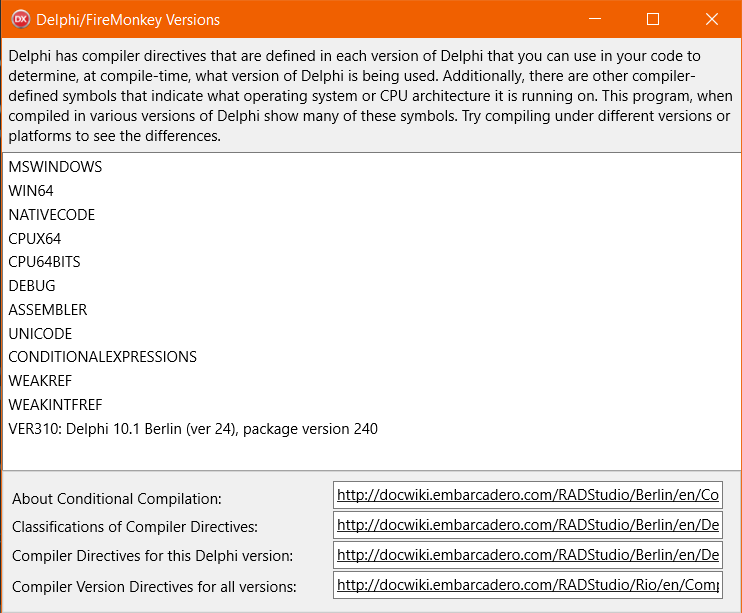 DX Delphi/FireMonkey Versions
Delphi has compiler directives that are defined in each version of Delphi that you can use in your code to
determine, at compile-time, what version of Delphi is being used. Additionally, there are other compiler-
defined symbols that indicate what operating system or CPU architecture it is running on. This program, when
compiled in various versions of Delphi show many of these symbols. Try compiling under different versions or
platforms to see the differences.
MSWINDOWS
WIN64
NATIVECODE
CPUX64
CPU64BITS
DEBUG
ASSEMBLER
UNICODE
CONDITIONALEXPRESSIONS
WEAKREF
WEAKINTFREF
VER310: Delphi 10.1 Berlin (ver 24), package version 240
About Conditional Compilation: http://docwiki.embarcadero.com/RADStudio/Berlin/en/Co
Classifications of Compiler Directives: http://docwiki.embarcadero.com/RADStudio/Berlin/en/De
Compiler Directives for this Delphi version: http://docwiki.embarcadero.com/RADStudio/Berlin/en/De
Compiler Version Directives for all versions: http://docwiki.embarcadero.com/RADStudio/Rio/en/Comp